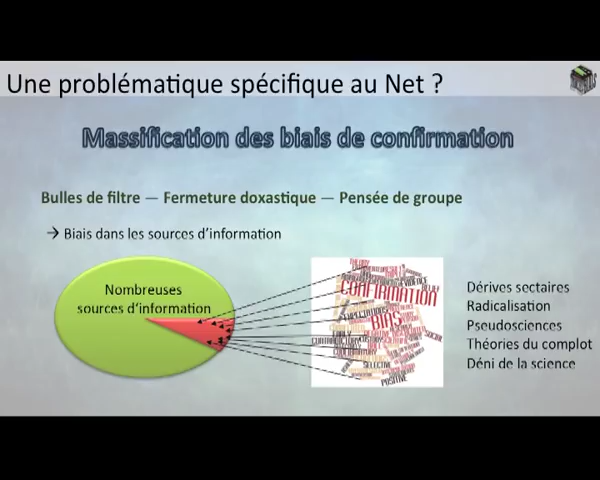 Une problématique spécifique au Net ?
Massification des biais de confirmation
Bulles de filtre — Fermeture doxastique — Pensée de groupe
→ Biais dans les sources d'information
Nombreuses
sources d'information
CONFIRMATION
BIAS
SELECTIVE
POSITIVE
Dérives sectaires
Radicalisation
Pseudosciences
Théories du complot
Déni de la science